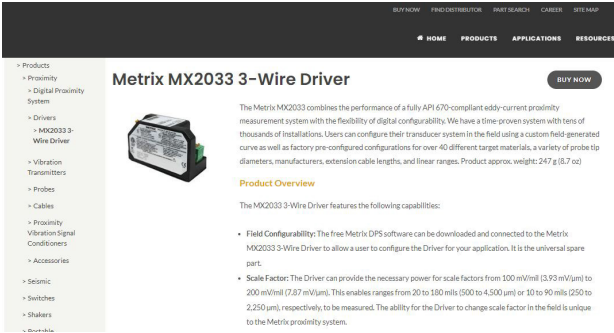 BUY NOW FIND DISTRIBUTOR PART SEARCH CAREER SITE MAP
HOME PRODUCTS APPLICATIONS RESOURCES
> Products
> Proximity
> Digital Proximity
System
> Drivers
> MX2033 3-
Wire Driver
> Vibration
Transmitters
> Probes
> Cables
> Proximity
Vibration Signal
Conditioners
> Accessories
> Seismic
> Switches
> Shakers
> Portable
Metrix MX2033 3-Wire Driver
BUY NOW
The Metrix MX2033 combines the performance of a fully API 670-compliant eddy-current proximity
measurement system with the flexibility of digital configurability. We have a time-proven system with tens of
thousands of installations. Users can configure their transducer system in the field using a custom field-generated
curve as well as factory pre-configured configurations for over 40 different target materials, a variety of probe tip
diameters, manufacturers, extension cable lengths, and linear ranges. Product approx. weight: 247 g (8.7 oz)
Product Overview
The MX2033 3-Wire Driver features the following capabilities:
• Field Configurability: The free Metrix DPS software can be downloaded and connected to the Metrix
MX2033 3-Wire Driver to allow a user to configure the Driver for your application. It is the universal spare
part.
• Scale Factor: The Driver can provide the necessary power for scale factors from 100 mV/mil (3.93 mV/μm) to
200 mV/mil (7.87 mV/μm). This enables ranges from 20 to 180 mils (500 to 4,500 μm) or 10 to 90 mils (250 to
2,250 μm), respectively, to be measured. The ability for the Driver to change scale factor in the field is unique
to the Metrix proximity system.